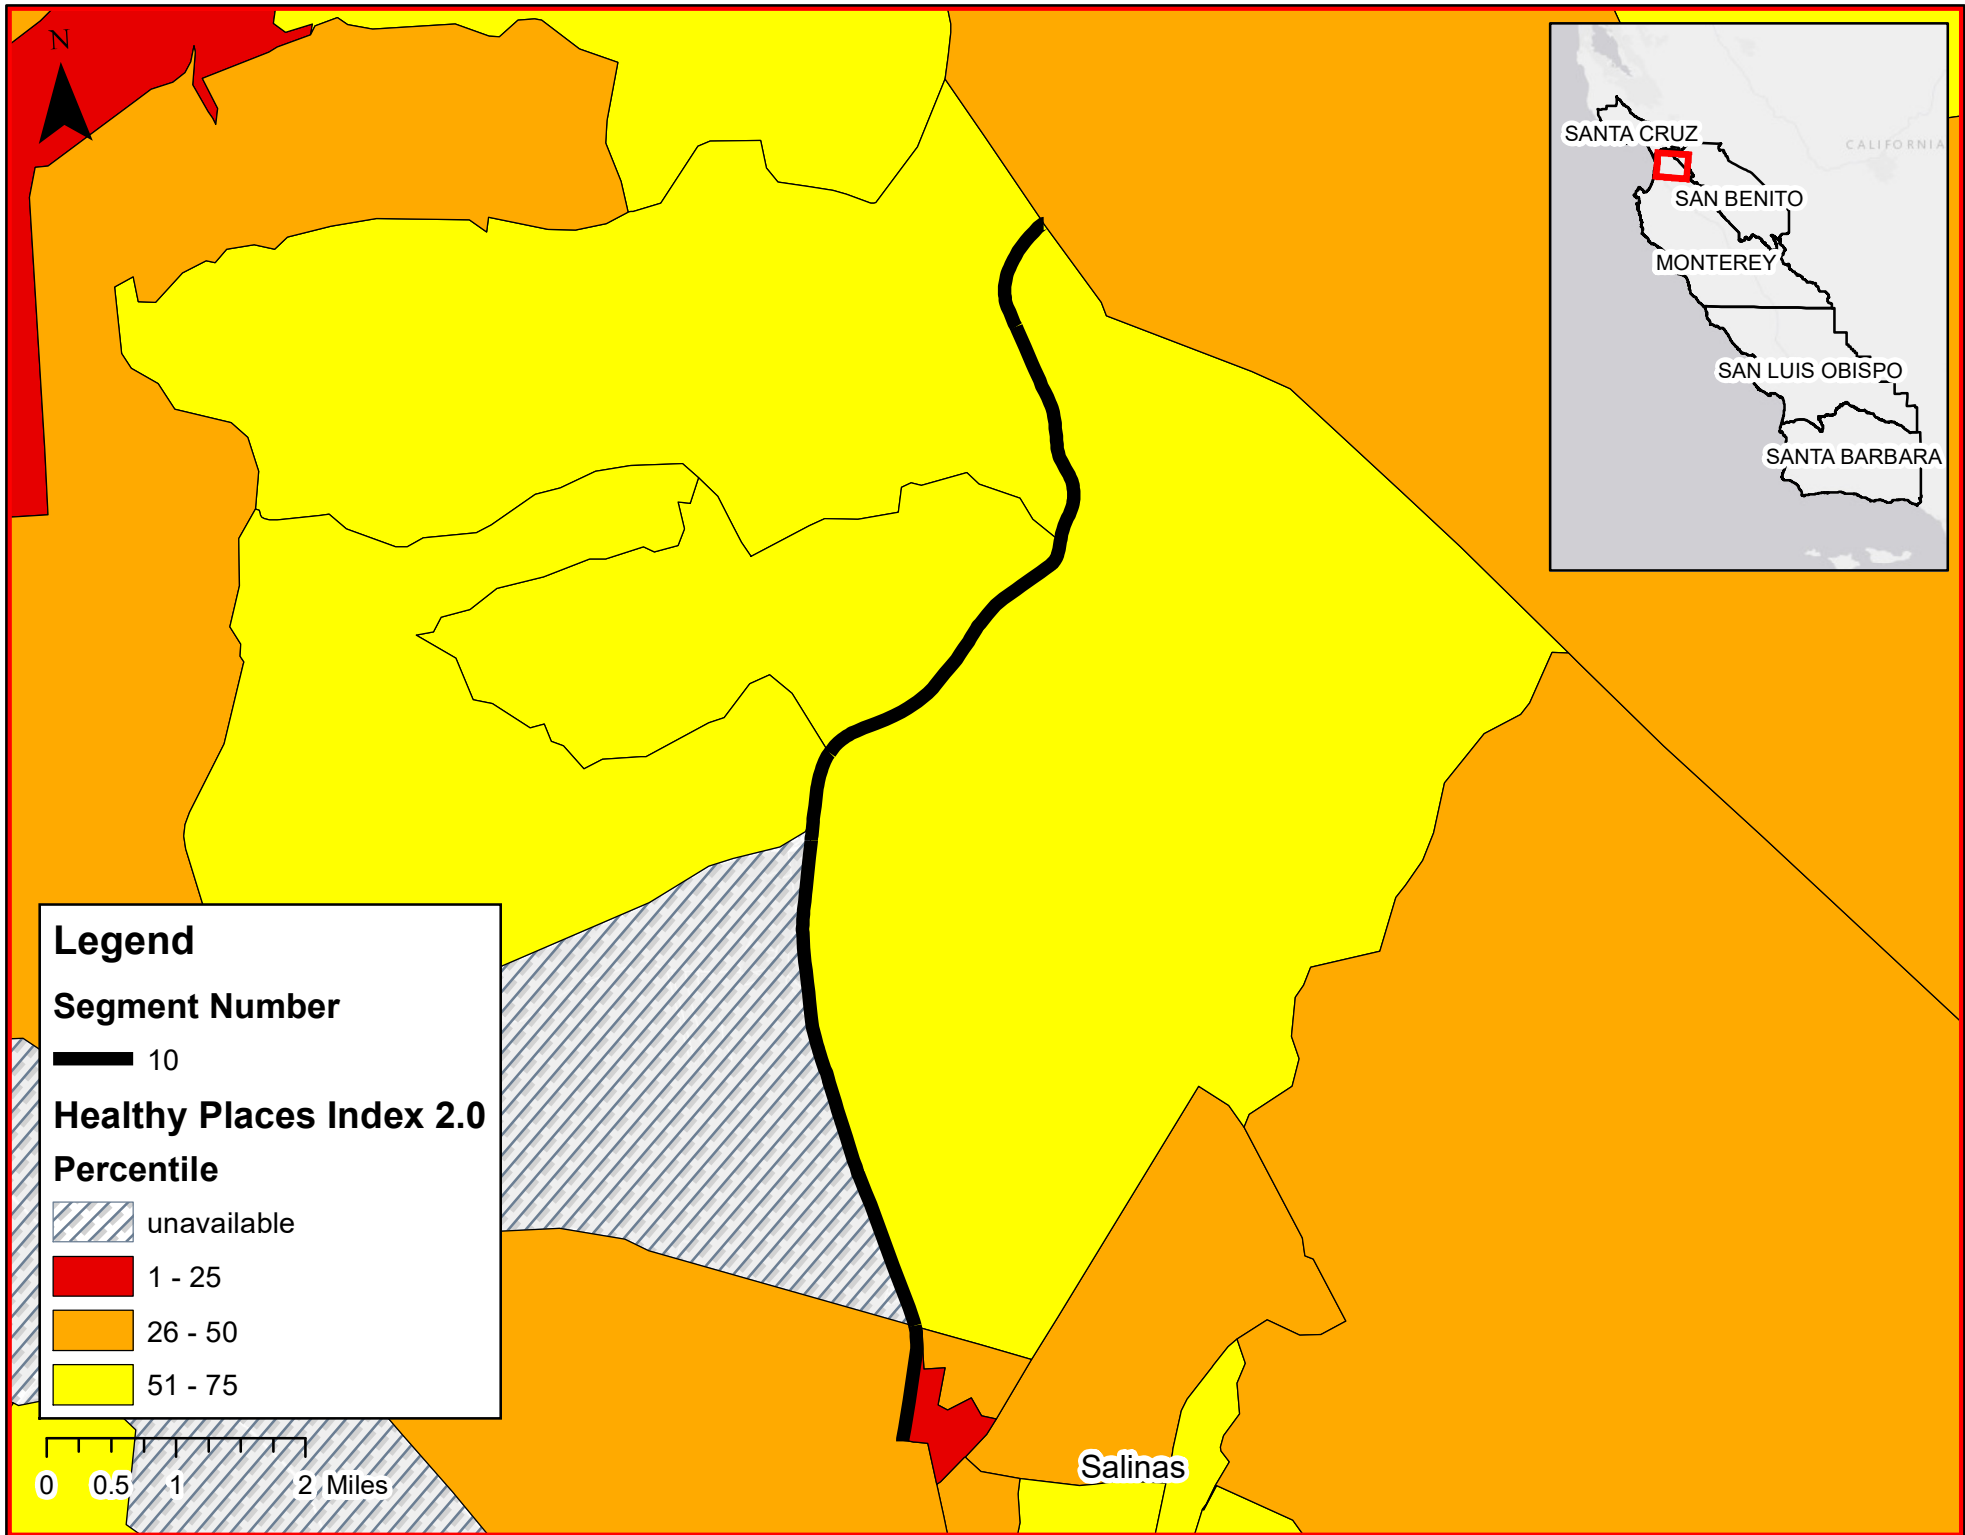 N
SANTA CRUZ
CALIFORNIA
SAN BENITO
MONTEREY
SAN LUIS OBISPO
SANTA BARBARA
Legend
Segment Number
10
Healthy Places Index 2.0
Percentile
unavailable
1 - 25
26 - 50
51 - 75
0 0.5 1 2 Miles
Salinas